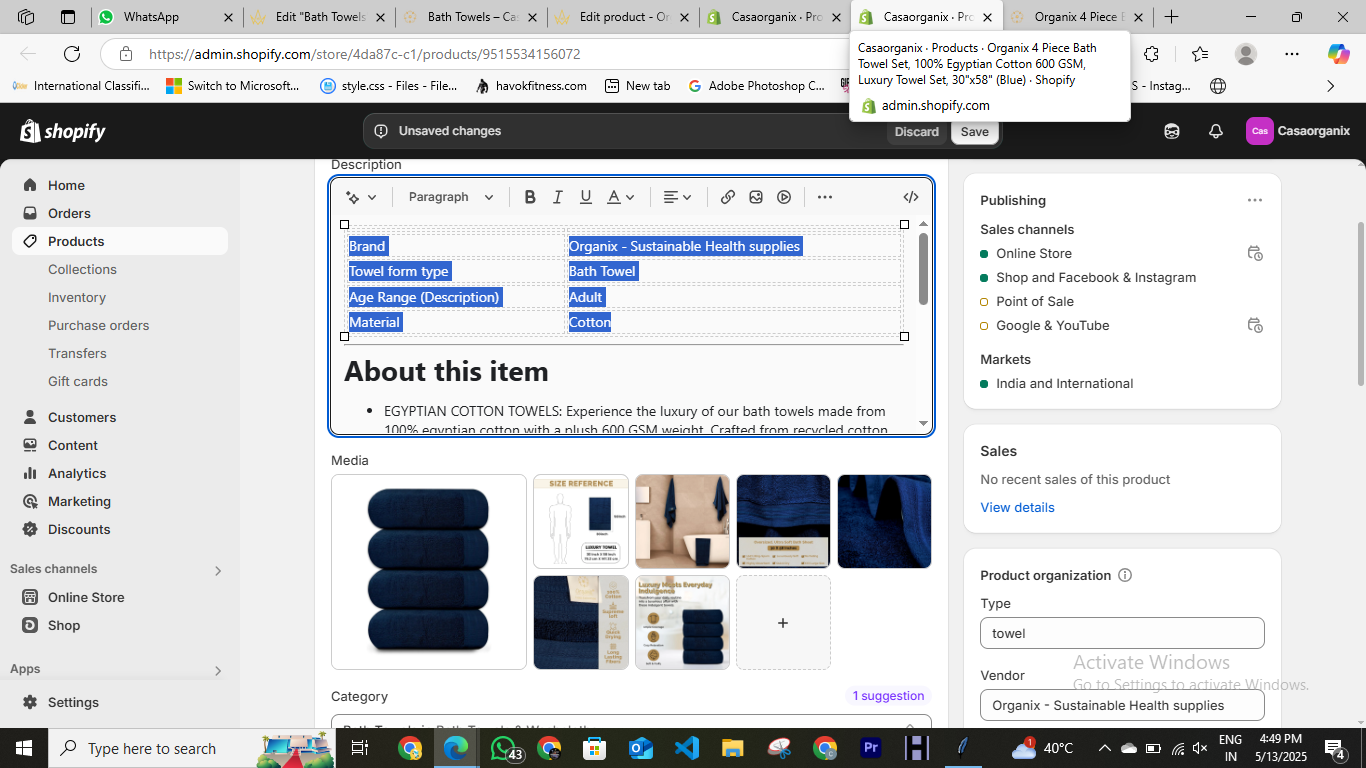 WhatsApp
Edit "Bath Towels
Bath Towels – Ca
Edit product - Or
Casaorganix · Pro
Casaorganix · Pro
Organix 4 Piece B
https://admin.shopify.com/store/4da87c-c1/products/9515534156072
Casaorganix · Products · Organix 4 Piece Bath
Towel Set, 100% Egyptian Cotton 600 GSM,
Luxury Towel Set, 30"x58" (Blue) · Shopify
admin.shopify.com
International Classifi...
Switch to Microsoft...
style.css - Files - File...
havokfitness.com
New tab
Adobe Photoshop C...
S - Instag...
shopify
Unsaved changes
Discard
Save
Cas
Casaorganix
Home
Orders
Products
Collections
Inventory
Purchase orders
Transfers
Gift cards
Customers
Content
Analytics
Marketing
Discounts
Sales channels
Online Store
Shop
Apps
Settings
Description
Paragraph
B I U A
Brand Organix - Sustainable Health supplies
Towel form type Bath Towel
Age Range (Description) Adult
Material Cotton
About this item
EGYPTIAN COTTON TOWELS: Experience the luxury of our bath towels made from
100% egyptian cotton with a plush 600 GSM weight. Crafted from recycled cotton
Media
SIZE REFERENCE
LUXURY TOWEL
Luxury Meets Everyday
Indulgence
100%
Cotton
Supreme
Soft
Quick
Drying
Long
Lasting
Fibers
Category
1 suggestion
Publishing
Sales channels
Online Store
Shop and Facebook & Instagram
Point of Sale
Google & YouTube
Markets
India and International
Sales
No recent sales of this product
View details
Product organization
Type
towel
Vendor
Organix - Sustainable Health supplies
Activate Windows
Go to Settings to activate Windows.
Type here to search
43
Pr
1
40°C
ENG
IN
4:49 PM
5/13/2025
4